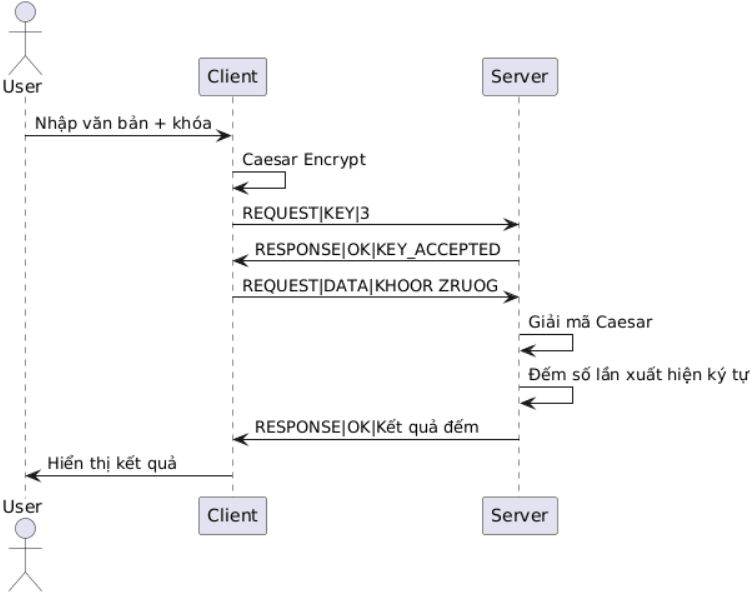 User
Client
Server
Nhập văn bản + khóa
Caesar Encrypt
REQUEST|KEY|3
RESPONSE|OK|KEY_ACCEPTED
REQUEST|DATA|KHOOR ZRUOG
Giải mã Caesar
Đếm số lần xuất hiện ký tự
RESPONSE|OK|Kết quả đếm
Hiển thị kết quả
User
Client
Server